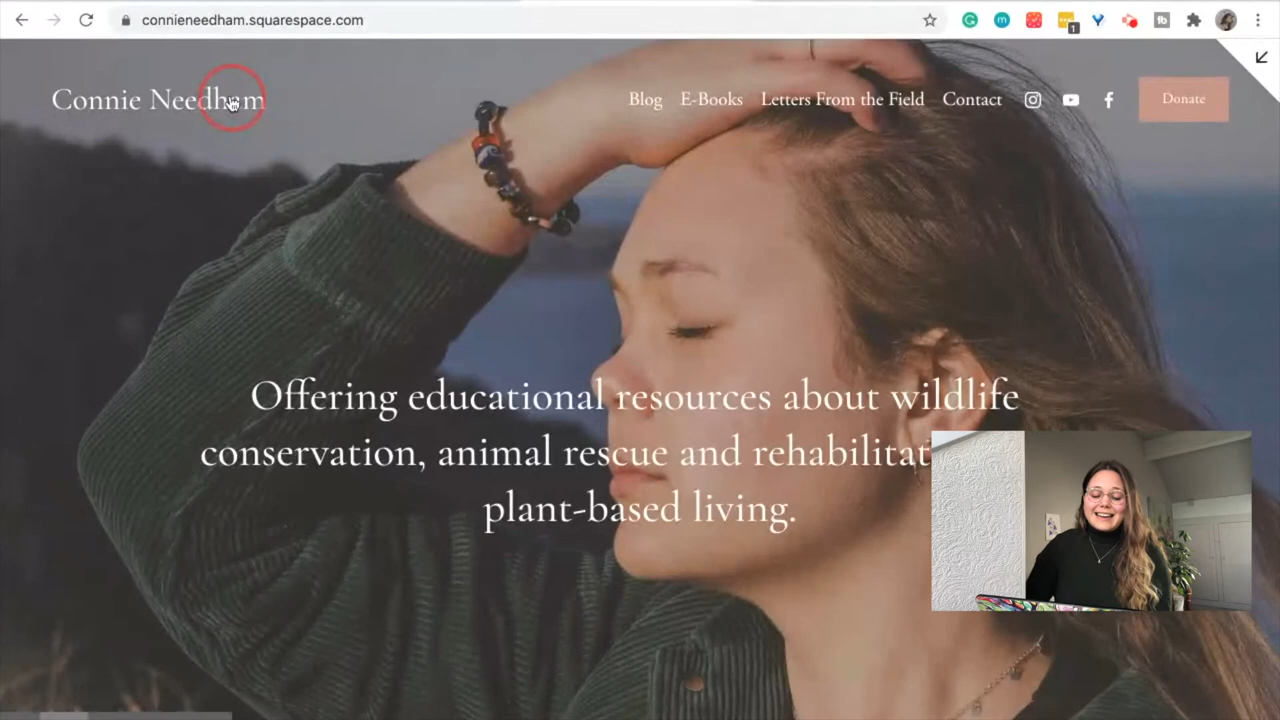 connieneedham.squarespace.com
1
Connie Needham
Blog
E-Books
Letters From the Field
Contact
Donate
Offering educational resources about wildlife
conservation, animal rescue and rehabilitat
plant-based living.